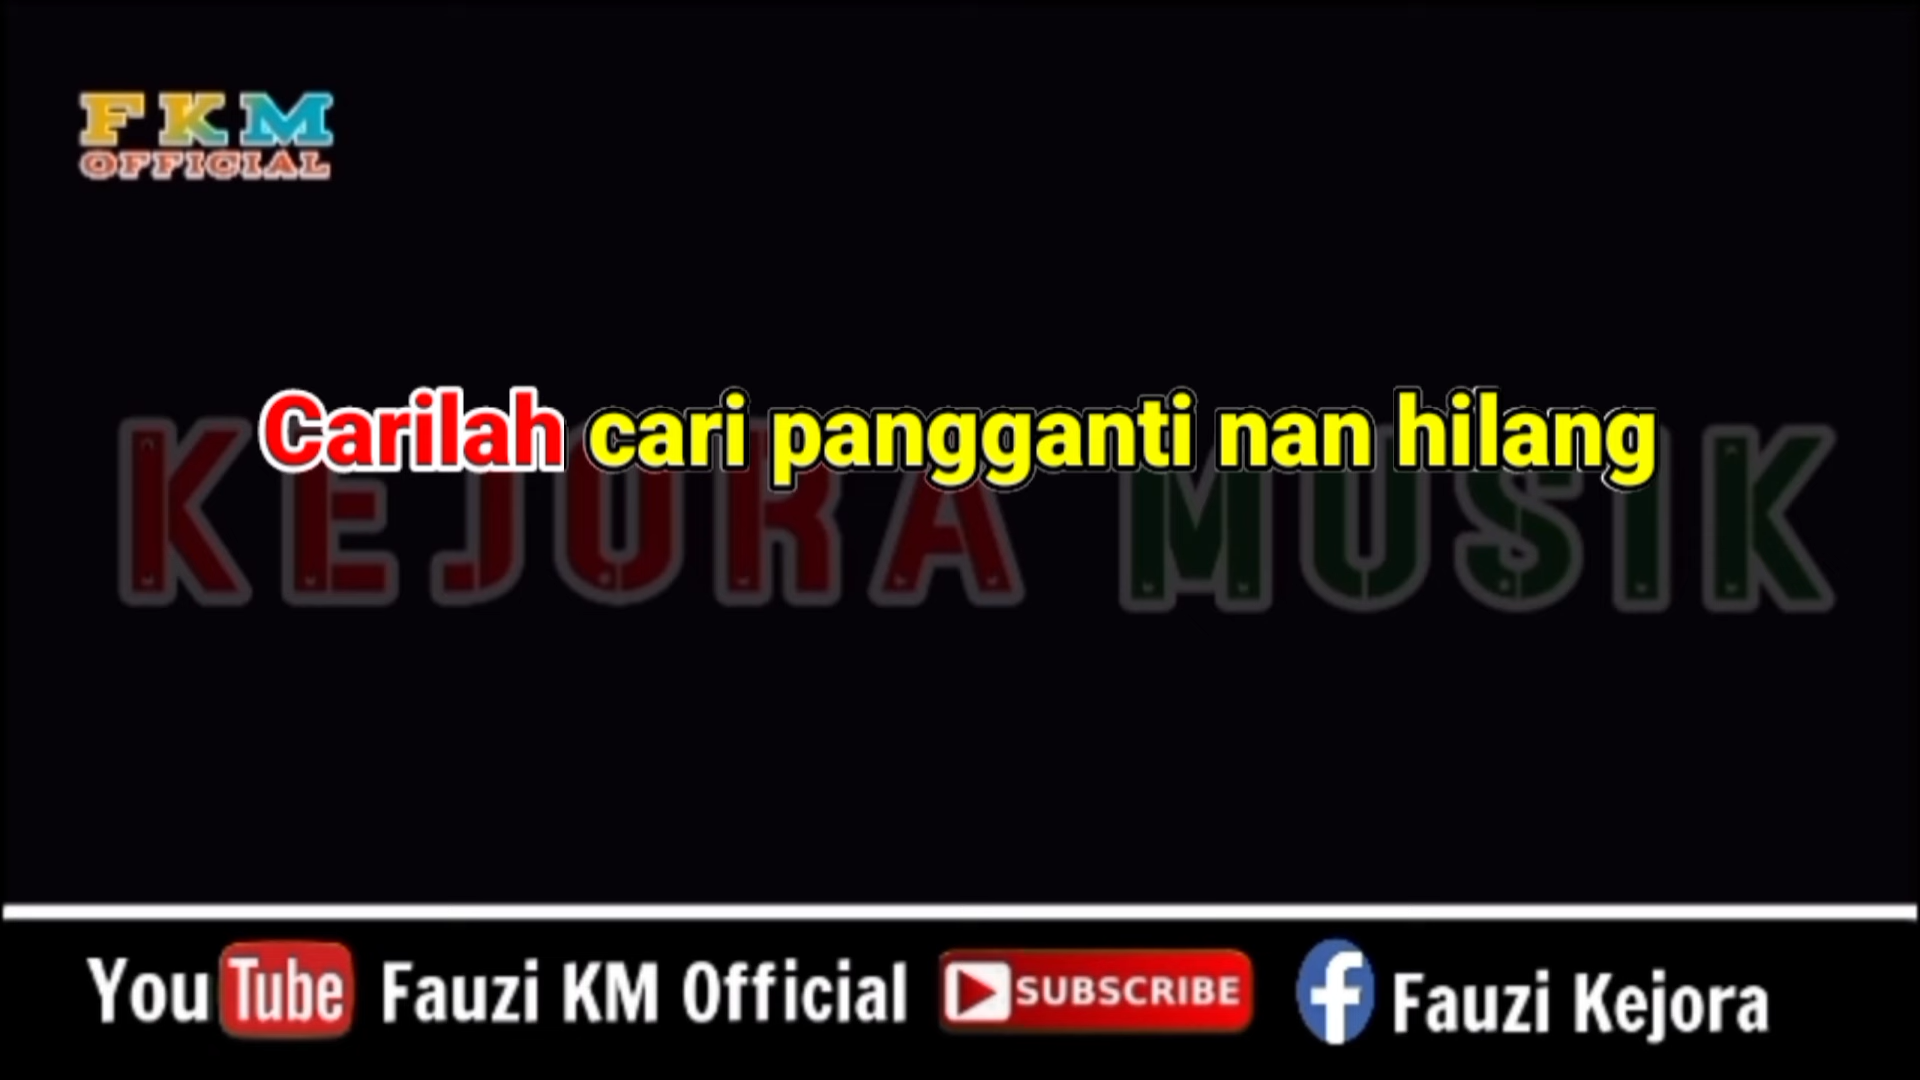 FKM
OFFICIAL
Carilah cari pangganti nan hilang
KEJORA MUSIK
YouTube Fauzi KM Official SUBSCRIBE f Fauzi Kejora